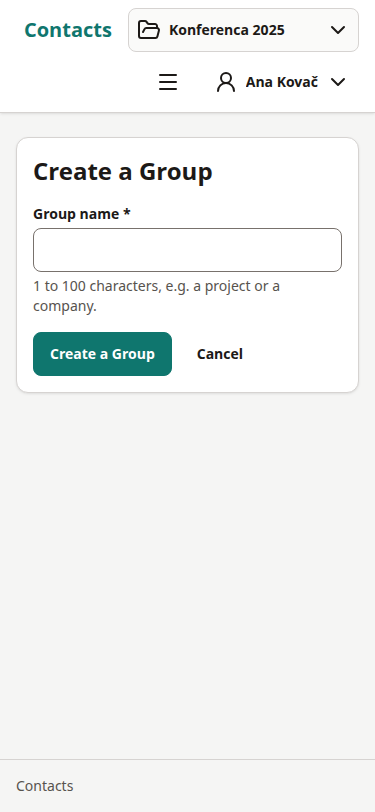 Contacts
Konferenca 2025
Ana Kovač
Create a Group
Group name *
1 to 100 characters, e.g. a project or a
company.
Create a Group
Cancel
Contacts